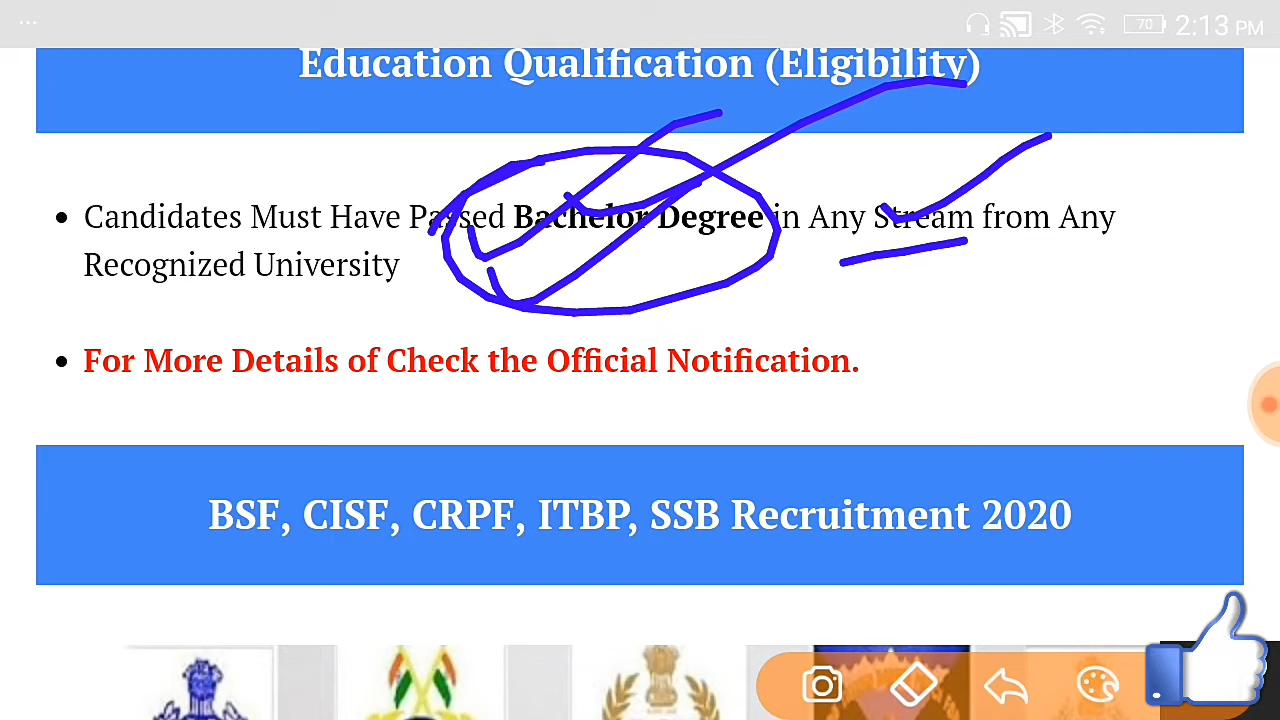 ...
70 2:13 PM
Education Qualification (Eligibility)
Candidates Must Have Passed Bachelor Degree in Any Stream from Any
Recognized University
For More Details of Check the Official Notification.
BSF, CISF, CRPF, ITBP, SSB Recruitment 2020